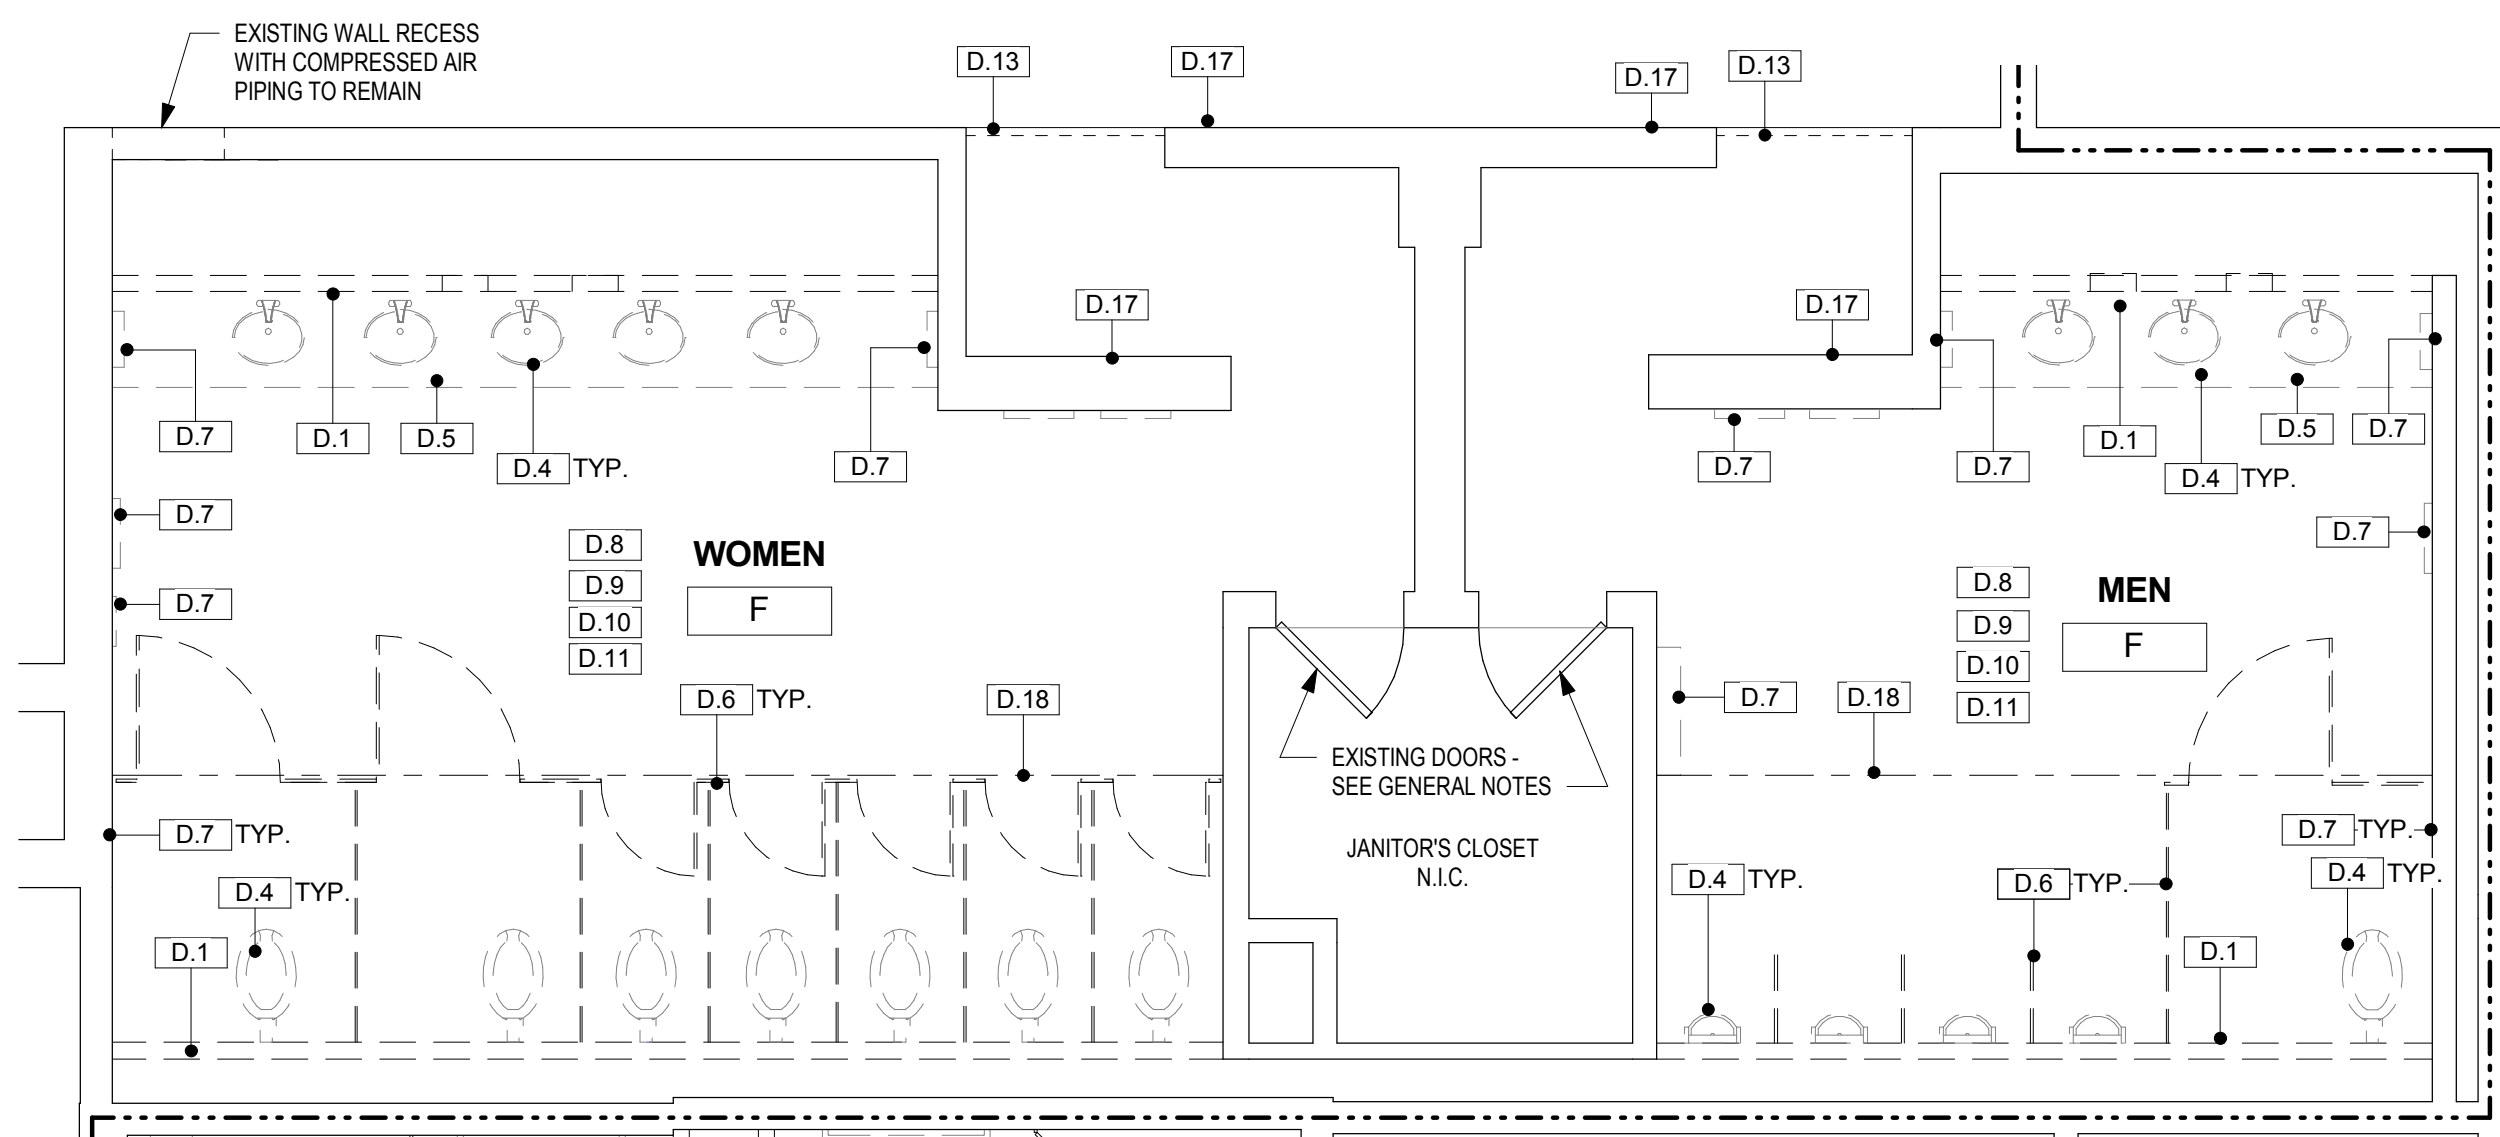 EXISTING WALL RECESS
WITH COMPRESSED AIR
PIPING TO REMAIN
D.13
D.17
D.17
D.13
D.17
D.17
D.7
D.1
D.5
D.4 TYP.
D.7
D.7
D.7
D.1
D.4 TYP.
D.5
D.7
D.7
D.7
D.7
D.8
D.9
D.10
D.11
WOMEN
F
D.8
D.9
D.10
D.11
MEN
F
D.6 TYP.
D.18
D.7
D.18
EXISTING DOORS -
SEE GENERAL NOTES
JANITOR'S CLOSET
N.I.C.
D.7 TYP.
D.4 TYP.
D.1
D.7 TYP.
D.4 TYP.
D.6 TYP.
D.4 TYP.
D.1